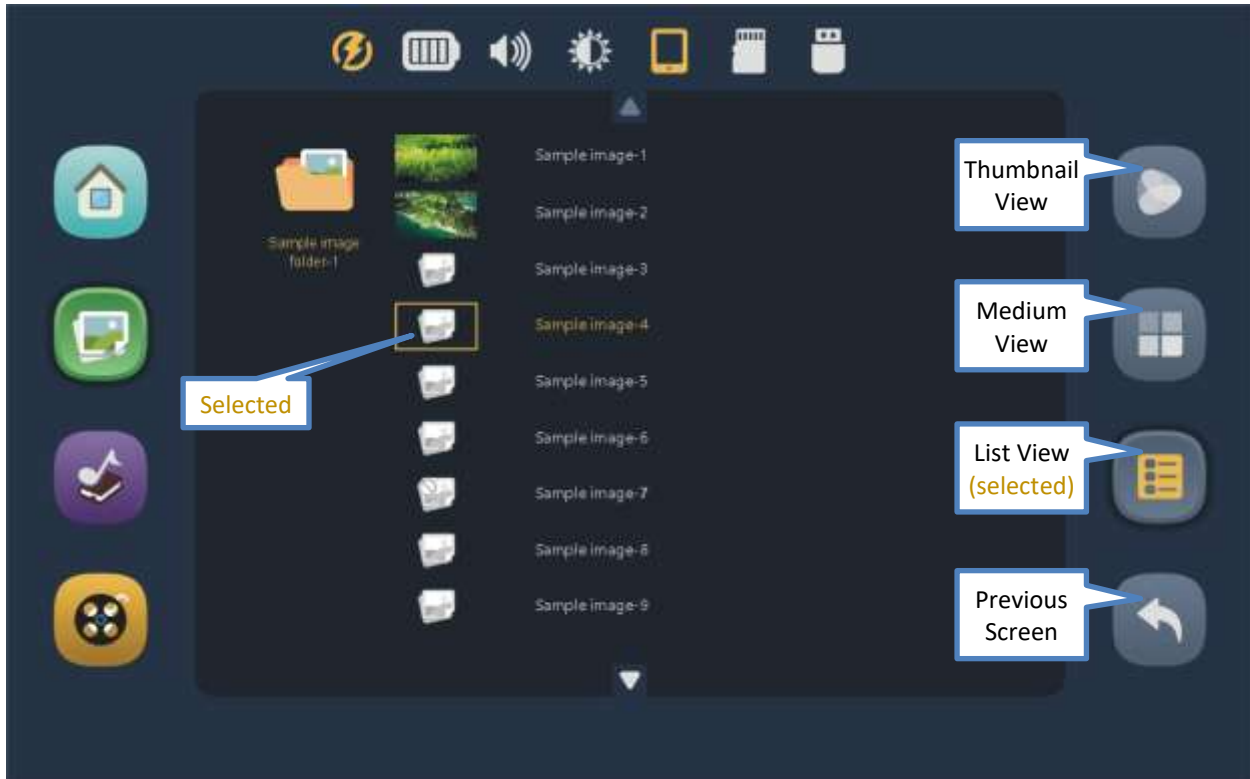 Sample image-1
Sample image-2
Sample image
folder-1
Sample image-3
Sample image-4
Sample image-5
Sample image-6
Sample image-7
Sample image-8
Sample image-9
Selected
Thumbnail
View
Medium
View
List View
(selected)
Previous
Screen